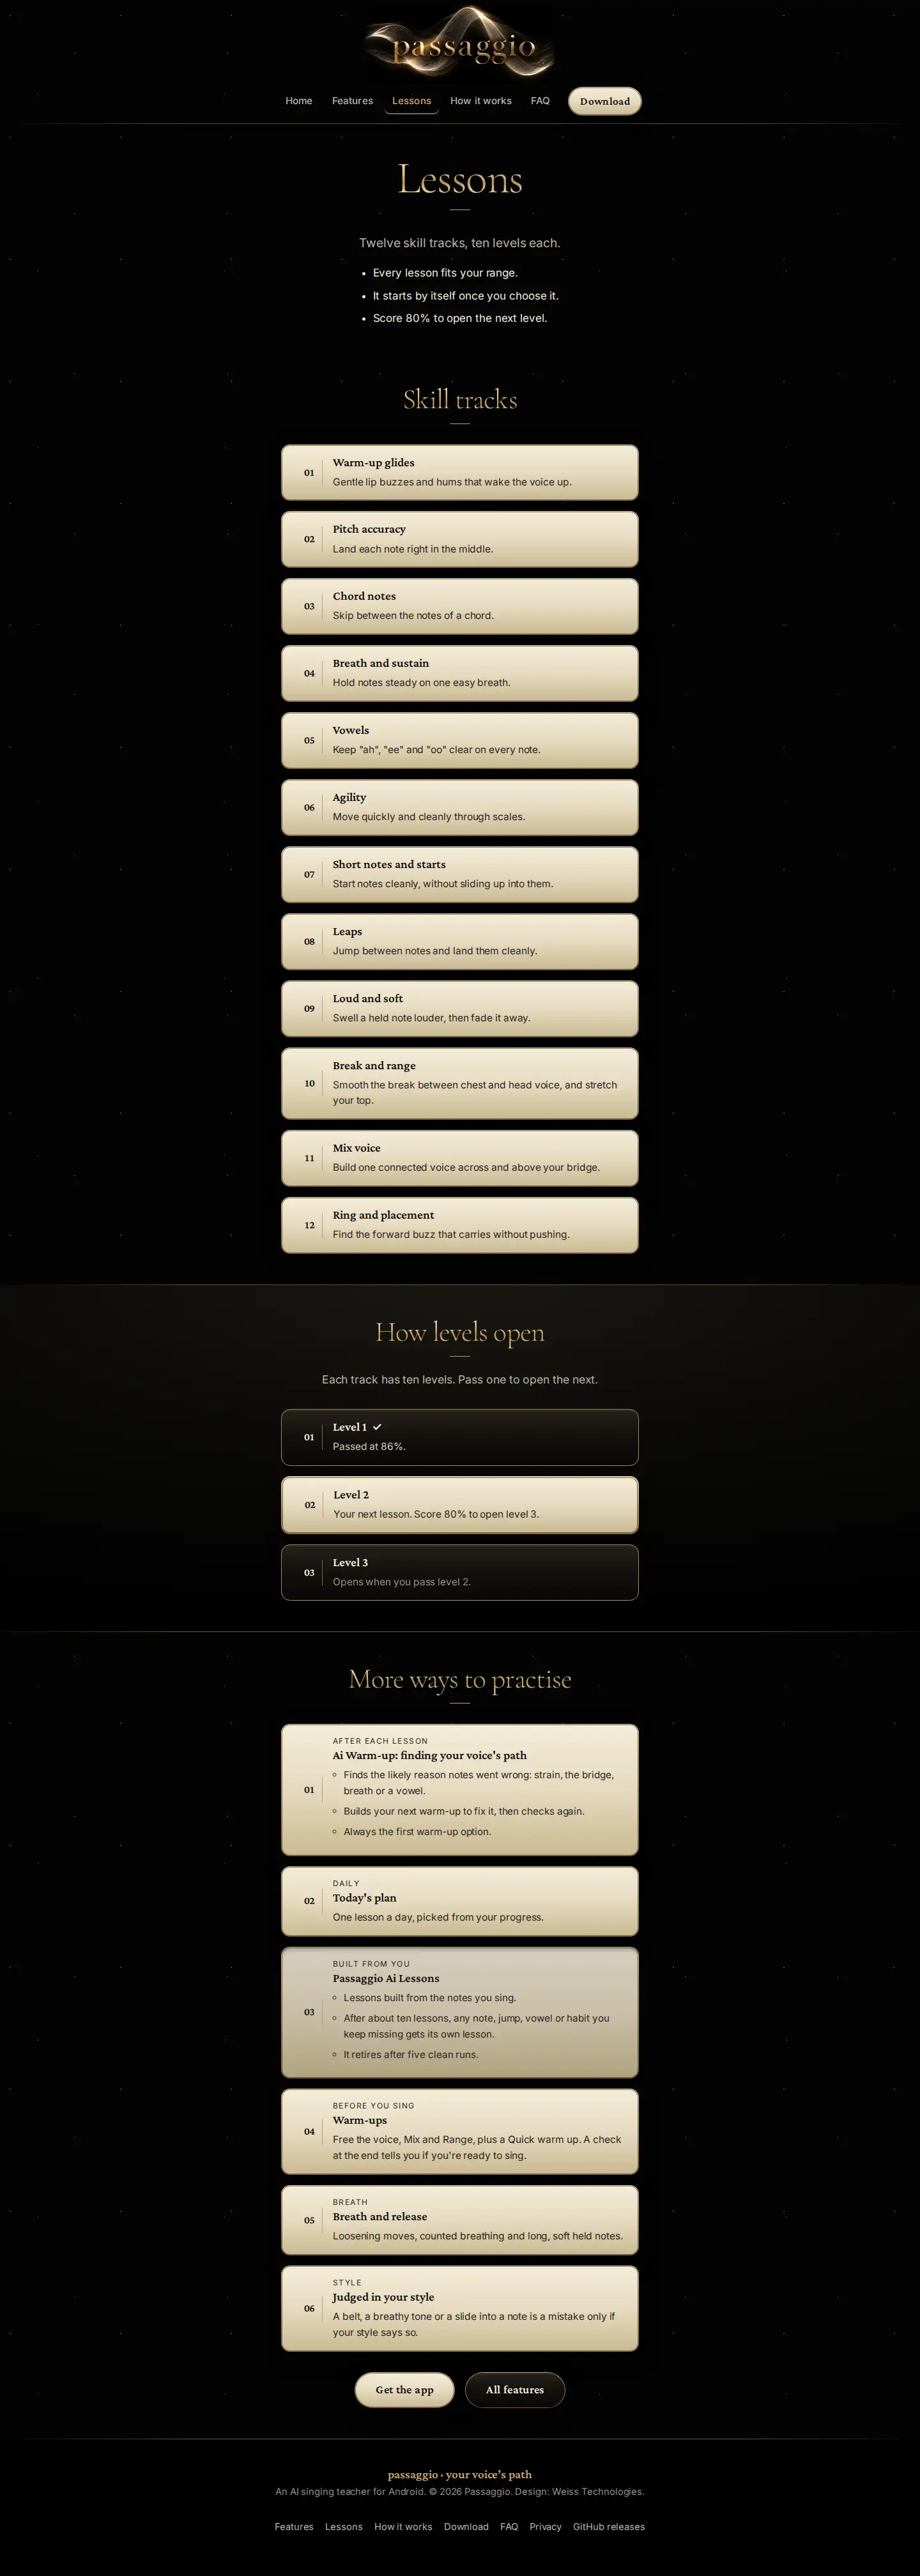 passaggio
Home Features Lessons How it works FAQ Download
Lessons
Twelve skill tracks, ten levels each.
• Every lesson fits your range.
• It starts by itself once you choose it.
• Score 80% to open the next level.
Skill tracks
01
Warm-up glides
Gentle lip buzzes and hums that wake the voice up.
02
Pitch accuracy
Land each note right in the middle.
03
Chord notes
Skip between the notes of a chord.
04
Breath and sustain
Hold notes steady on one easy breath.
05
Vowels
Keep "ah", "ee" and "oo" clear on every note.
06
Agility
Move quickly and cleanly through scales.
07
Short notes and starts
Start notes cleanly, without sliding up into them.
08
Leaps
Jump between notes and land them cleanly.
09
Loud and soft
Swell a held note louder, then fade it away.
10
Break and range
Smooth the break between chest and head voice, and stretch
your top.
11
Mix voice
Build one connected voice across and above your bridge.
12
Ring and placement
Find the forward buzz that carries without pushing.
How levels open
Each track has ten levels. Pass one to open the next.
01
Level 1 ✓
Passed at 86%.
02
Level 2
Your next lesson. Score 80% to open level 3.
03
Level 3
Opens when you pass level 2.
More ways to practise
01
AFTER EACH LESSON
Ai Warm-up: finding your voice's path
◦ Finds the likely reason notes went wrong: strain, the bridge,
breath or a vowel.
◦ Builds your next warm-up to fix it, then checks again.
◦ Always the first warm-up option.
02
DAILY
Today's plan
One lesson a day, picked from your progress.
03
BUILT FROM YOU
Passaggio Ai Lessons
◦ Lessons built from the notes you sing.
◦ After about ten lessons, any note, jump, vowel or habit you
keep missing gets its own lesson.
◦ It retires after five clean runs.
04
BEFORE YOU SING
Warm-ups
Free the voice, Mix and Range, plus a Quick warm up. A check
at the end tells you if you're ready to sing.
05
BREATH
Breath and release
Loosening moves, counted breathing and long, soft held notes.
06
STYLE
Judged in your style
A belt, a breathy tone or a slide into a note is a mistake only if
your style says so.
Get the app All features
passaggio · your voice's path
An AI singing teacher for Android. © 2026 Passaggio. Design: Weiss Technologies.
Features Lessons How it works Download FAQ Privacy GitHub releases